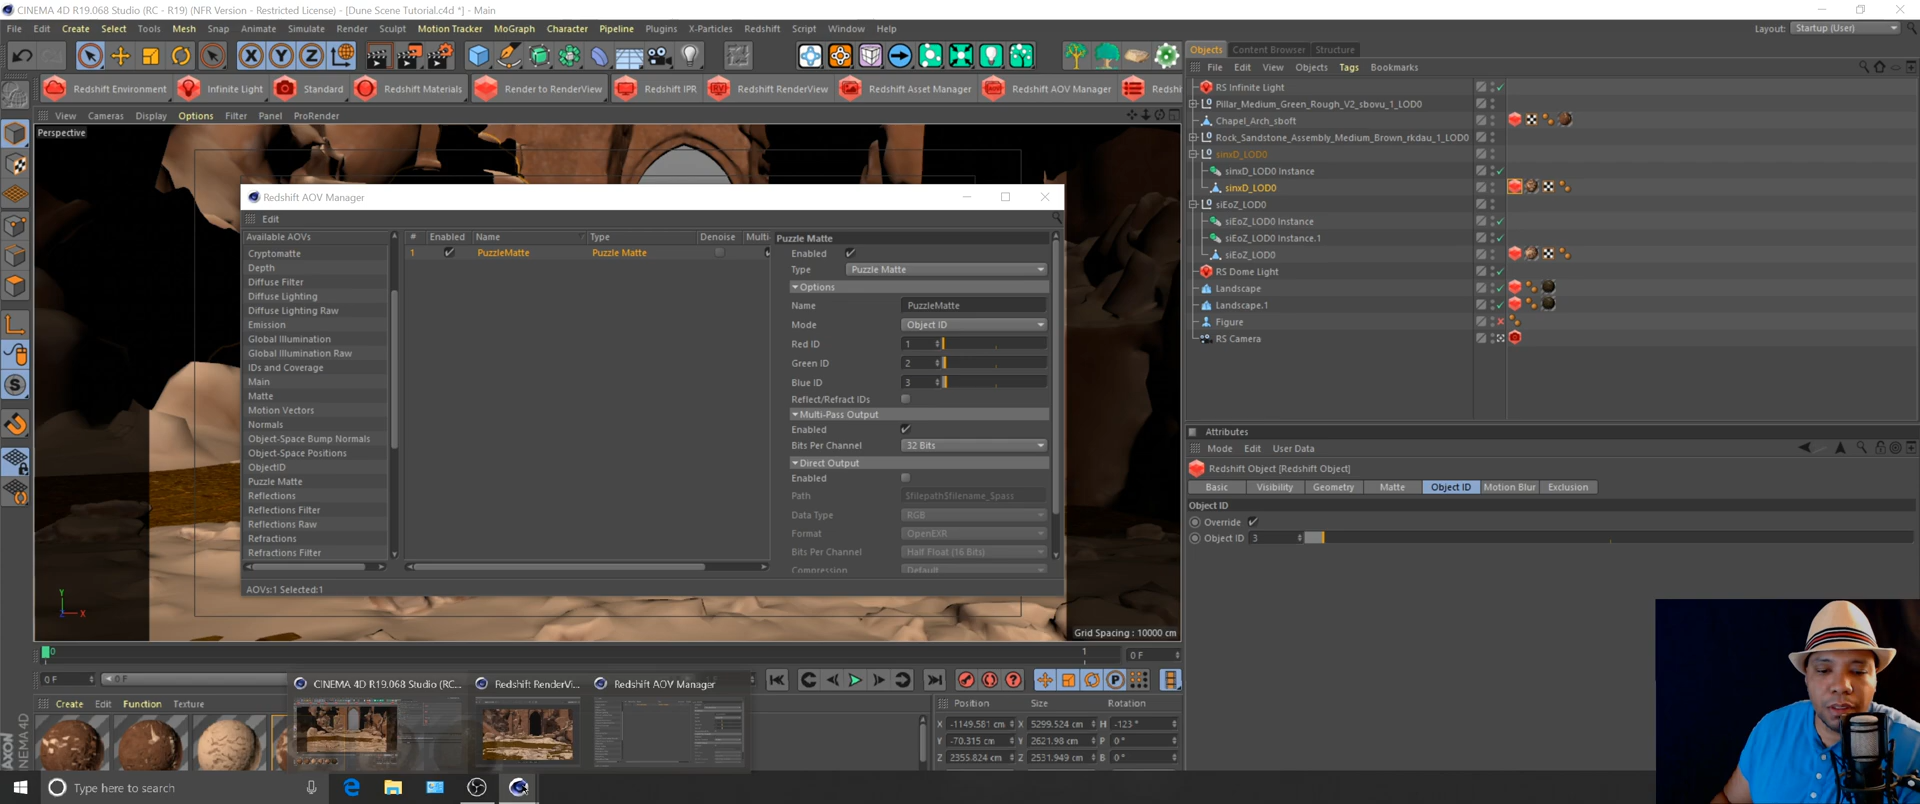 CINEMA 4D R19.068 Studio (RC - R19) (NFR Version - Restricted License) - [Dune Scene Tutorial.c4d *] - Main
File Edit Create Select Tools Mesh Snap Animate Simulate Render Sculpt Motion Tracker MoGraph Character Pipeline Plugins X-Particles Redshift Script Window Help
Layout: Startup (User)
Objects Content Browser Structure
File Edit View Objects Tags Bookmarks
Redshift Environment Infinite Light Standard Redshift Materials Render to RenderView Redshift IPR Redshift RenderView Redshift Asset Manager Redshift AOV Manager Redshi
View Cameras Display Options Filter Panel ProRender
Perspective
RS Infinite Light
Pillar_Medium_Green_Rough_V2_sbovu_1_LOD0
Chapel_Arch_sboft
Rock_Sandstone_Assembly_Medium_Brown_rkdau_1_LOD0
sinxD_LOD0
sinxD_LOD0 Instance
sinxD_LOD0
siEoZ_LOD0
siEoZ_LOD0 Instance
siEoZ_LOD0 Instance.1
siEoZ_LOD0
RS Dome Light
Landscape
Landscape.1
Figure
RS Camera
Redshift AOV Manager
Edit
Available AOVs
Cryptomatte
Depth
Diffuse Filter
Diffuse Lighting
Diffuse Lighting Raw
Emission
Global Illumination
Global Illumination Raw
IDs and Coverage
Main
Matte
Motion Vectors
Normals
Object-Space Bump Normals
Object-Space Positions
ObjectID
Puzzle Matte
Reflections
Reflections Filter
Reflections Raw
Refractions
Refractions Filter
# Enabled Name Type Denoise Multi-
1 PuzzleMatte Puzzle Matte
Puzzle Matte
Enabled
Type Puzzle Matte
Options
Name PuzzleMatte
Mode Object ID
Red ID 1
Green ID 2
Blue ID 3
Reflect/Refract IDs
Multi-Pass Output
Enabled
Bits Per Channel 32 Bits
Direct Output
Enabled
Path $filepath$filename_$pass
Data Type RGB
Format OpenEXR
Bits Per Channel Half Float (16 Bits)
Compression Default
AOVs:1 Selected:1
Attributes
Mode Edit User Data
Redshift Object [Redshift Object]
Basic Visibility Geometry Matte Object ID Motion Blur Exclusion
Object ID
Override
Object ID 3
Y
Z X
Grid Spacing : 10000 cm
0 1 0 F
0 F 0 F
CINEMA 4D R19.068 Studio (RC... Redshift RenderVi... Redshift AOV Manager
Create Edit Function Texture
Position Size Rotation
X -1149.581 cm X 5299.524 cm H -123 °
Y -70.315 cm Y 2621.98 cm P 0 °
Z 2355.824 cm Z 2531.949 cm B 0 °
Type here to search